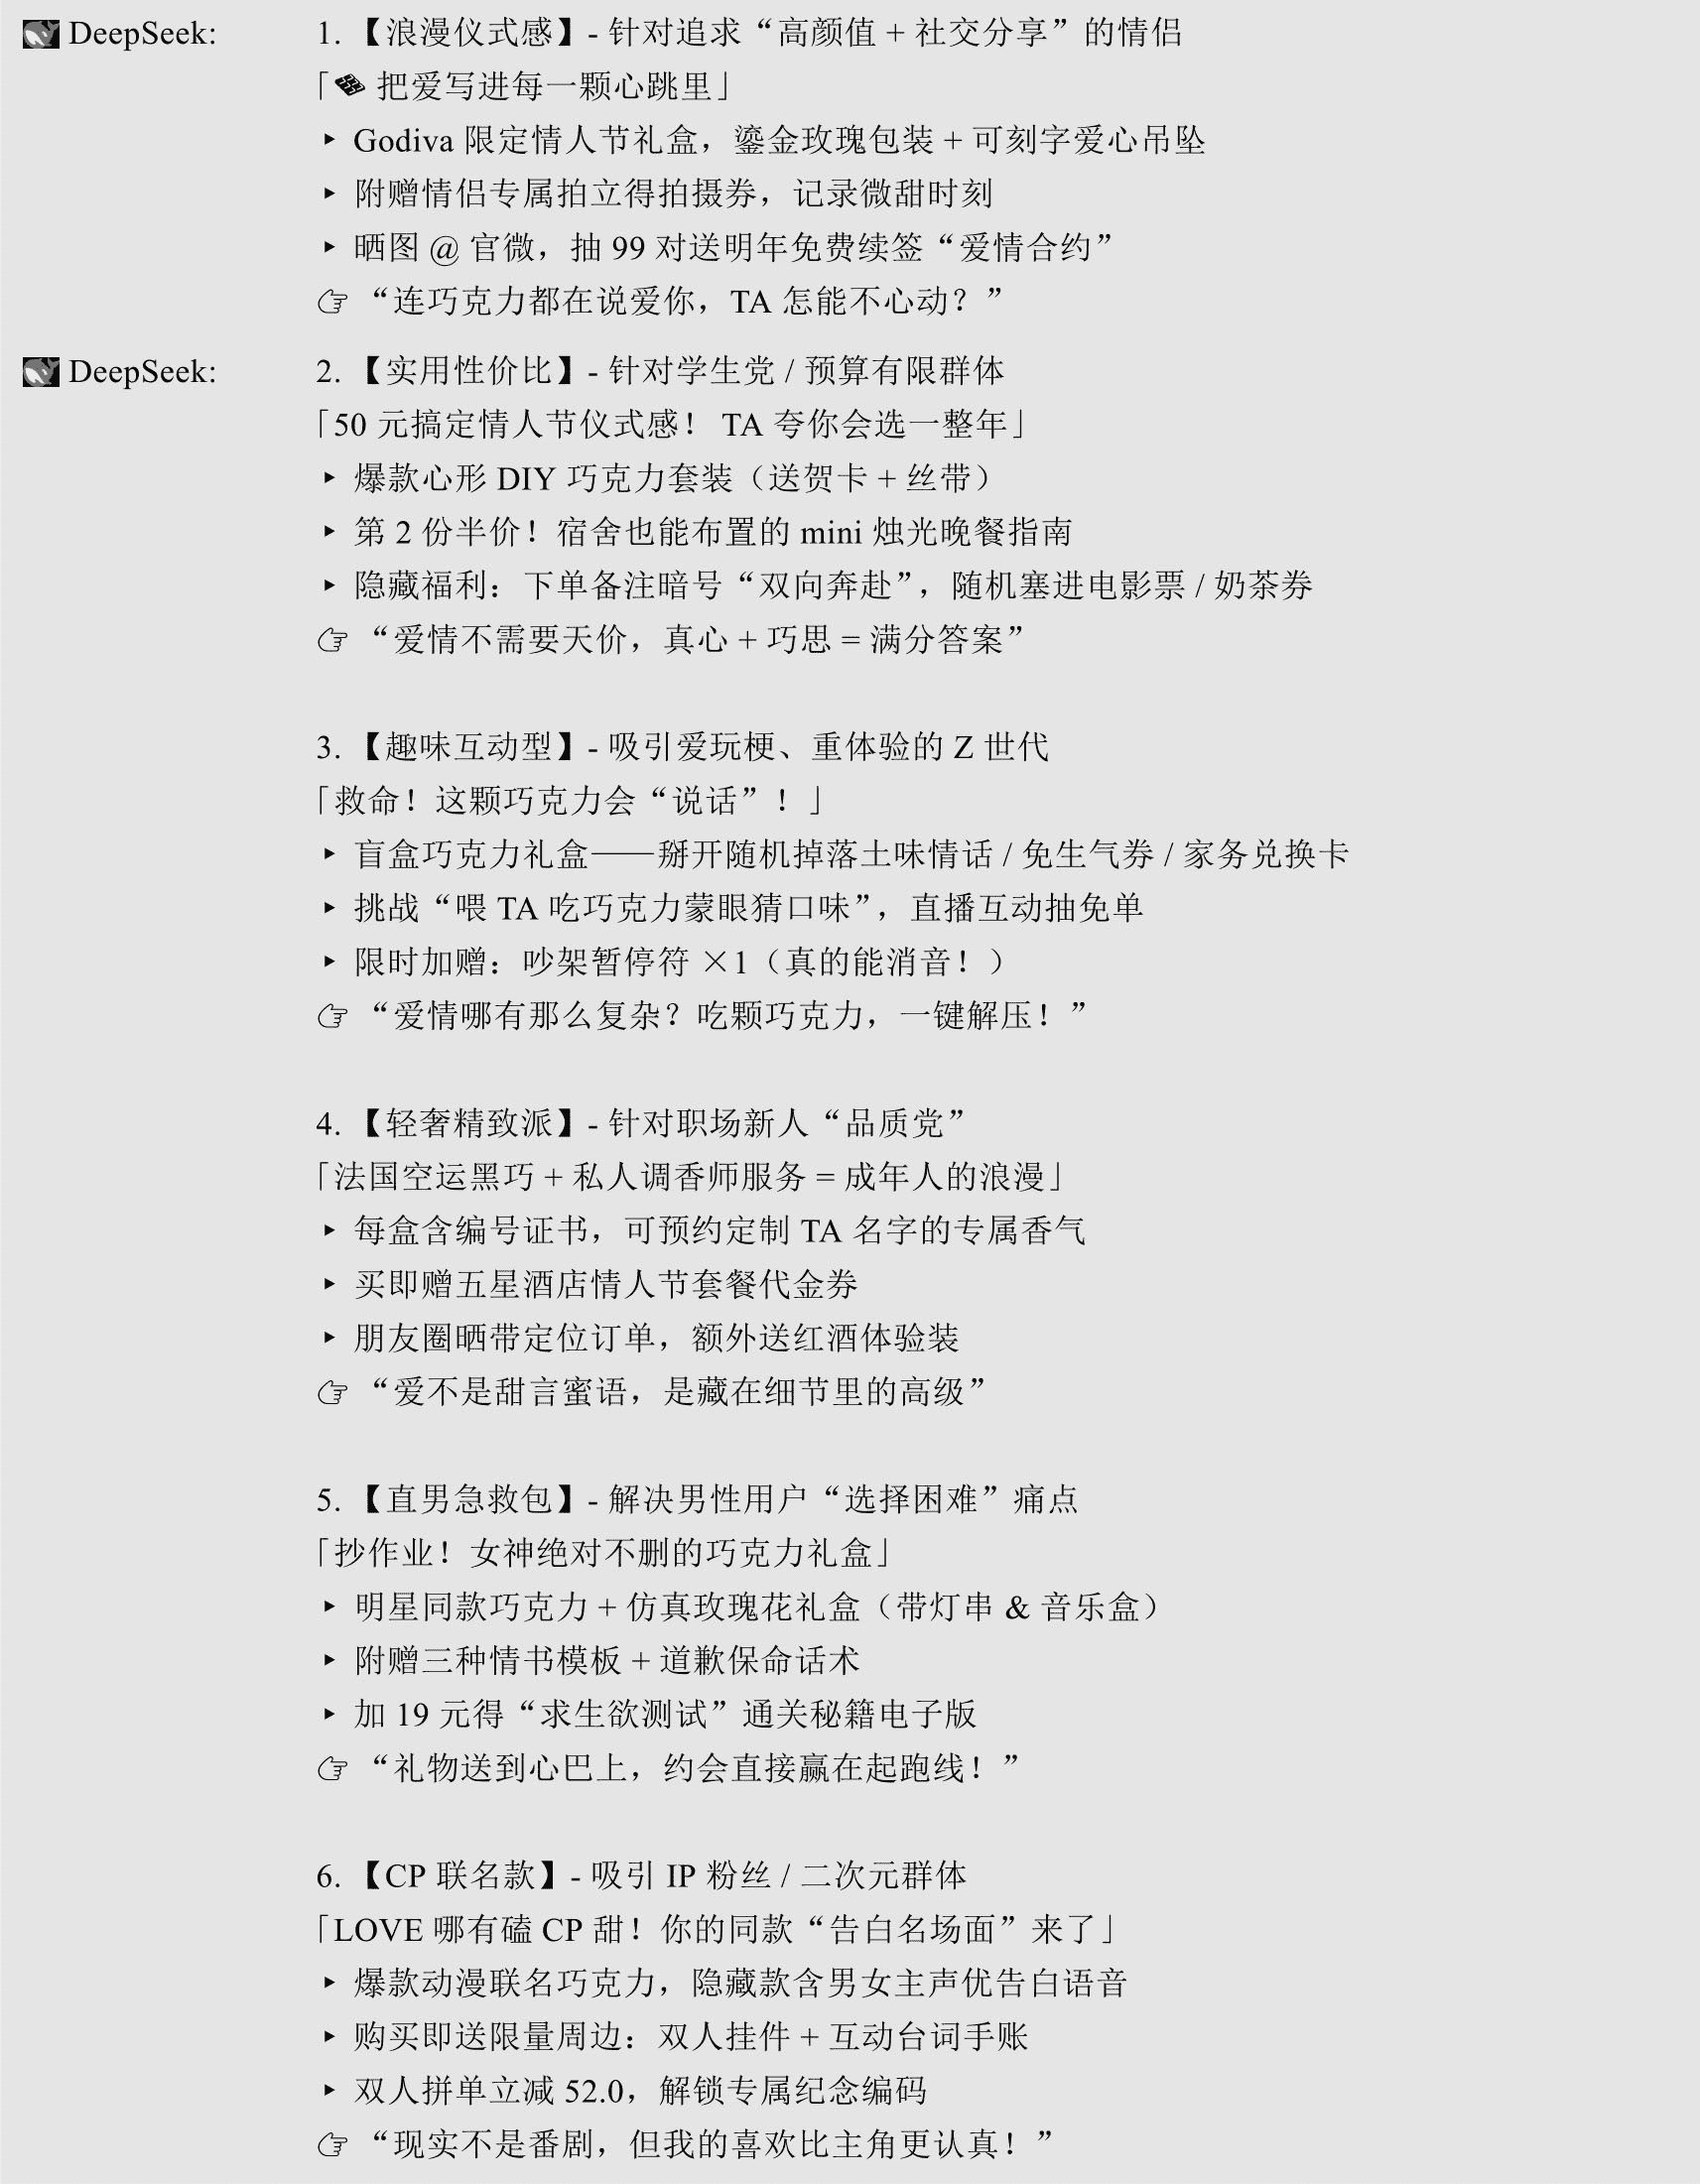 DeepSeek: 1. 【浪漫仪式感】- 针对追求“高颜值 + 社交分享”的情侣
「把爱写进每一颗心跳里」
▸ Godiva 限定情人节礼盒，鎏金玫瑰包装 + 可刻字爱心吊坠
▸ 附赠情侣专属拍立得拍摄券，记录微甜时刻
▸ 晒图 @ 官微，抽 99 对送明年免费续签“爱情合约”
👉 “连巧克力都在说爱你，TA 怎能不心动？”
DeepSeek: 2. 【实用性价比】- 针对学生党 / 预算有限群体
「50 元搞定情人节仪式感！ TA 夸你会选一整年」
▸ 爆款心形 DIY 巧克力套装（送贺卡 + 丝带）
▸ 第 2 份半价！宿舍也能布置的 mini 烛光晚餐指南
▸ 隐藏福利：下单备注暗号“双向奔赴”，随机塞进电影票 / 奶茶券
👉 “爱情不需要天价，真心 + 巧思 = 满分答案”
3. 【趣味互动型】- 吸引爱玩梗、重体验的 Z 世代
「救命！这颗巧克力会“说话”！」
▸ 盲盒巧克力礼盒——掰开随机掉落土味情话 / 免生气券 / 家务兑换卡
▸ 挑战“喂 TA 吃巧克力蒙眼猜口味”，直播互动抽免单
▸ 限时加赠：吵架暂停符 ×1（真的能消音！）
👉 “爱情哪有那么复杂？吃颗巧克力，一键解压！”
4. 【轻奢精致派】- 针对职场新人“品质党”
「法国空运黑巧 + 私人调香师服务 = 成年人的浪漫」
▸ 每盒含编号证书，可预约定制 TA 名字的专属香气
▸ 买即赠五星酒店情人节套餐代金券
▸ 朋友圈晒带定位订单，额外送红酒体验装
👉 “爱不是甜言蜜语，是藏在细节里的高级”
5. 【直男急救包】- 解决男性用户“选择困难”痛点
「抄作业！女神绝对不删的巧克力礼盒」
▸ 明星同款巧克力 + 仿真玫瑰花礼盒（带灯串 & 音乐盒）
▸ 附赠三种情书模板 + 道歉保命话术
▸ 加 19 元得“求生欲测试”通关秘籍电子版
👉 “礼物送到心巴上，约会直接赢在起跑线！”
6. 【CP 联名款】- 吸引 IP 粉丝 / 二次元群体
「LOVE 哪有磕 CP 甜！你的同款“告白名场面”来了」
▸ 爆款动漫联名巧克力，隐藏款含男女主声优告白语音
▸ 购买即送限量周边：双人挂件 + 互动台词手账
▸ 双人拼单立减 52.0，解锁专属纪念编码
👉 “现实不是番剧，但我的喜欢比主角更认真！”